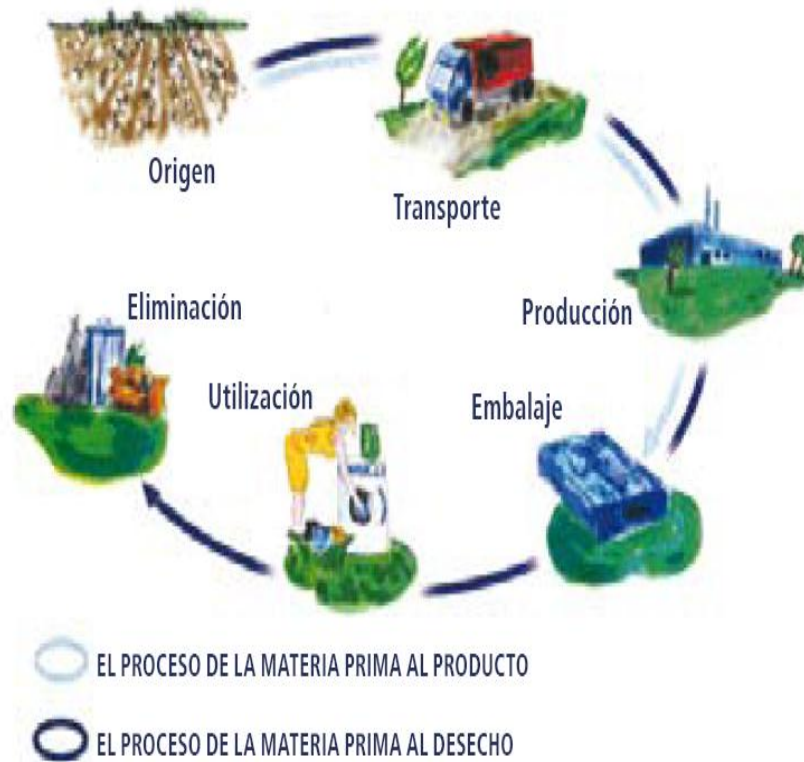 Origen
Transporte
Producción
Embalaje
Utilización
Eliminación
EL PROCESO DE LA MATERIA PRIMA AL PRODUCTO
EL PROCESO DE LA MATERIA PRIMA AL DESECHO